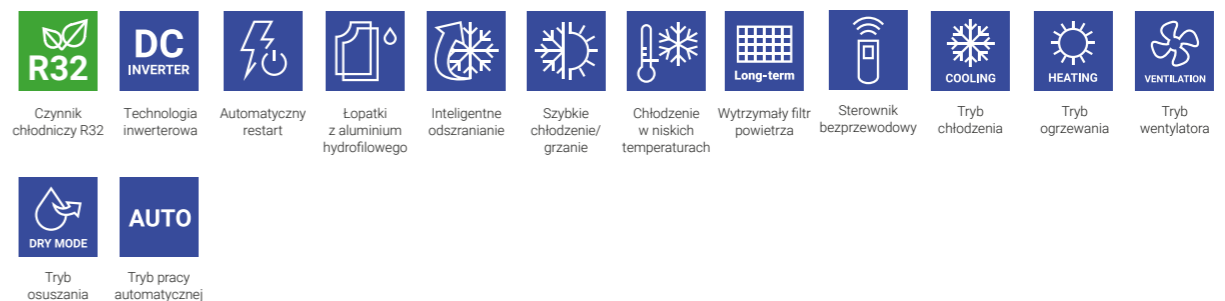 R32
DC
INVERTER
Long-term
COOLING
HEATING
VENTILATION
Czynnik
chłodniczy R32
Technologia
inwerterowa
Automatyczny
restart
Łopatki
z aluminium
hydrofilowego
Inteligentne
odszranianie
Szybkie
chłodzenie/
grzanie
Chłodzenie
w niskich
temperaturach
Wytrzymały filtr
powietrza
Sterownik
bezprzewodowy
Tryb
chłodzenia
Tryb
ogrzewania
Tryb
wentylatora
DRY MODE
AUTO
Tryb
osuszania
Tryb pracy
automatycznej